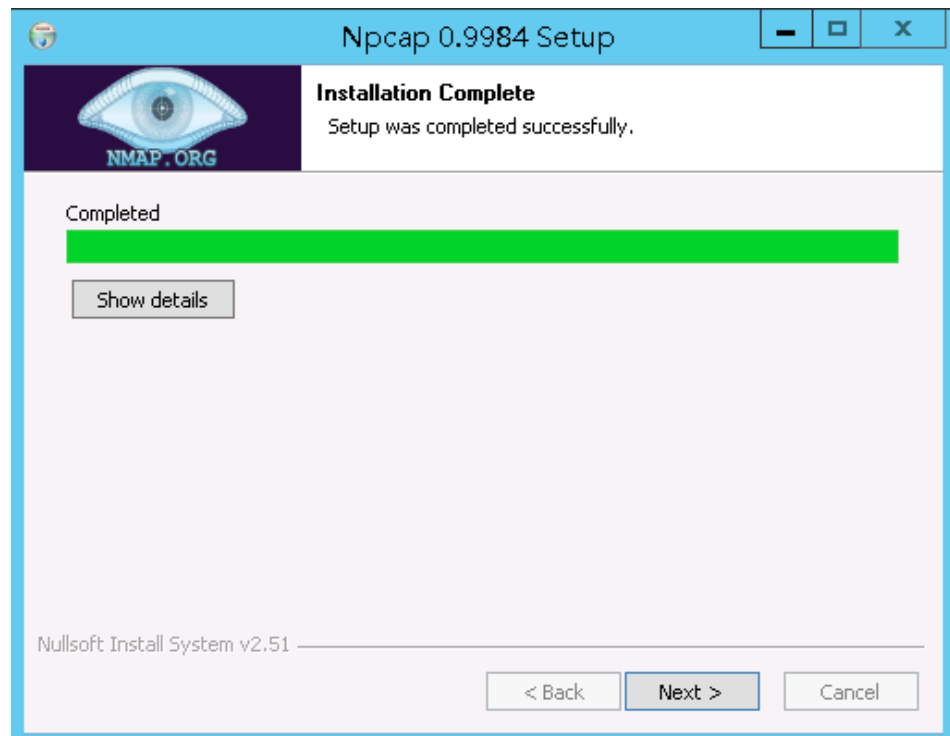 Npcap 0.9984 Setup
Installation Complete
Setup was completed successfully.
NMAP.ORG
Completed
Show details
Nullsoft Install System v2.51
< Back
Next >
Cancel